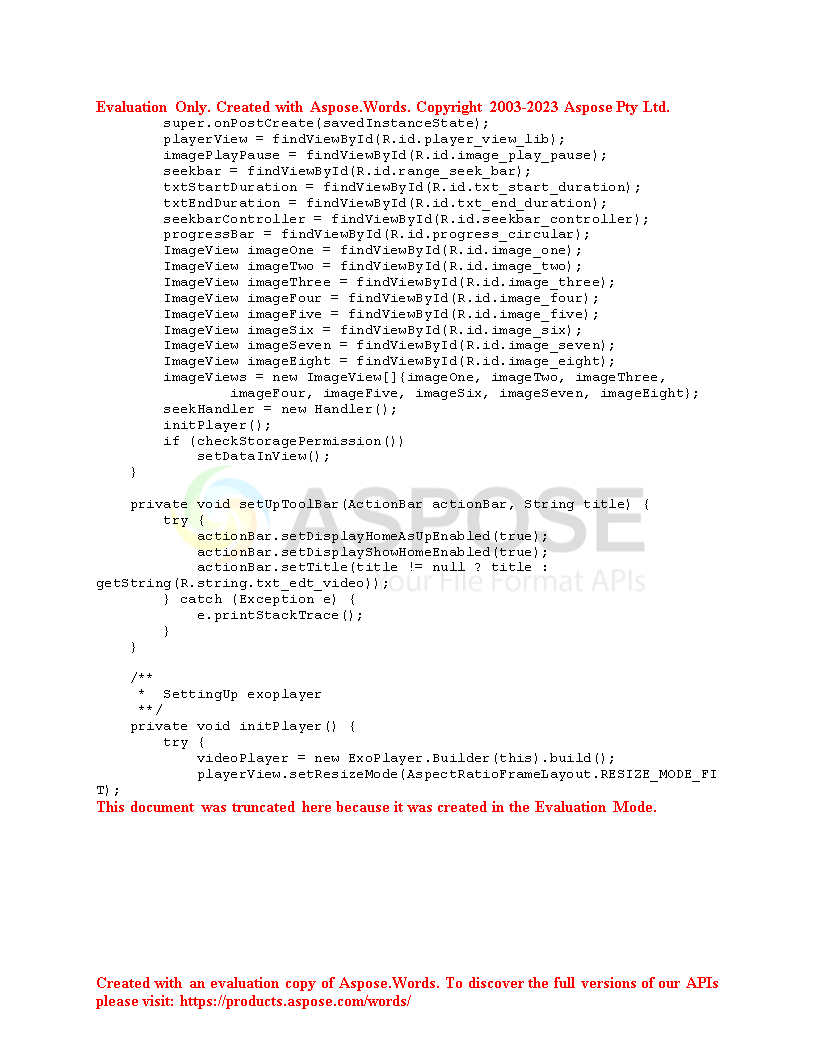 Evaluation Only. Created with Aspose.Words. Copyright 2003-2023 Aspose Pty Ltd.
        super.onPostCreate(savedInstanceState);
        playerView = findViewById(R.id.player_view_lib);
        imagePlayPause = findViewById(R.id.image_play_pause);
        seekbar = findViewById(R.id.range_seek_bar);
        txtStartDuration = findViewById(R.id.txt_start_duration);
        txtEndDuration = findViewById(R.id.txt_end_duration);
        seekbarController = findViewById(R.id.seekbar_controller);
        progressBar = findViewById(R.id.progress_circular);
        ImageView imageOne = findViewById(R.id.image_one);
        ImageView imageTwo = findViewById(R.id.image_two);
        ImageView imageThree = findViewById(R.id.image_three);
        ImageView imageFour = findViewById(R.id.image_four);
        ImageView imageFive = findViewById(R.id.image_five);
        ImageView imageSix = findViewById(R.id.image_six);
        ImageView imageSeven = findViewById(R.id.image_seven);
        ImageView imageEight = findViewById(R.id.image_eight);
        imageViews = new ImageView[]{imageOne, imageTwo, imageThree,
                imageFour, imageFive, imageSix, imageSeven, imageEight};
        seekHandler = new Handler();
        initPlayer();
        if (checkStoragePermission())
            setDataInView();
    }
    private void setUpToolBar(ActionBar actionBar, String title) {
        try {
            actionBar.setDisplayHomeAsUpEnabled(true);
            actionBar.setDisplayShowHomeEnabled(true);
            actionBar.setTitle(title != null ? title :
getString(R.string.txt_edt_video));
        } catch (Exception e) {
            e.printStackTrace();
        }
    }
ASPOSE
Your File Format APIs
    /**
     *  SettingUp exoplayer
     **/
    private void initPlayer() {
        try {
            videoPlayer = new ExoPlayer.Builder(this).build();
            playerView.setResizeMode(AspectRatioFrameLayout.RESIZE_MODE_FI
T);
This document was truncated here because it was created in the Evaluation Mode.
Created with an evaluation copy of Aspose.Words. To discover the full versions of our APIs
please visit: https://products.aspose.com/words/